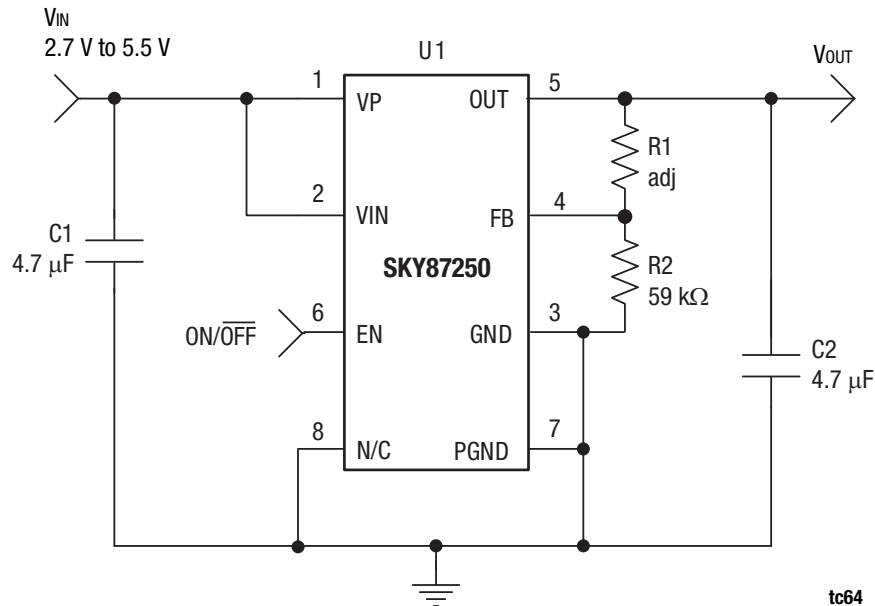 VIN
2.7 V to 5.5 V
U1
VOUT
1
VP
OUT
5
R1
adj
2
VIN
FB
4
C1
4.7 μF
SKY87250
R2
59 kΩ
ON/OFF
6
EN
GND
3
C2
4.7 μF
8
N/C
PGND
7
tc64